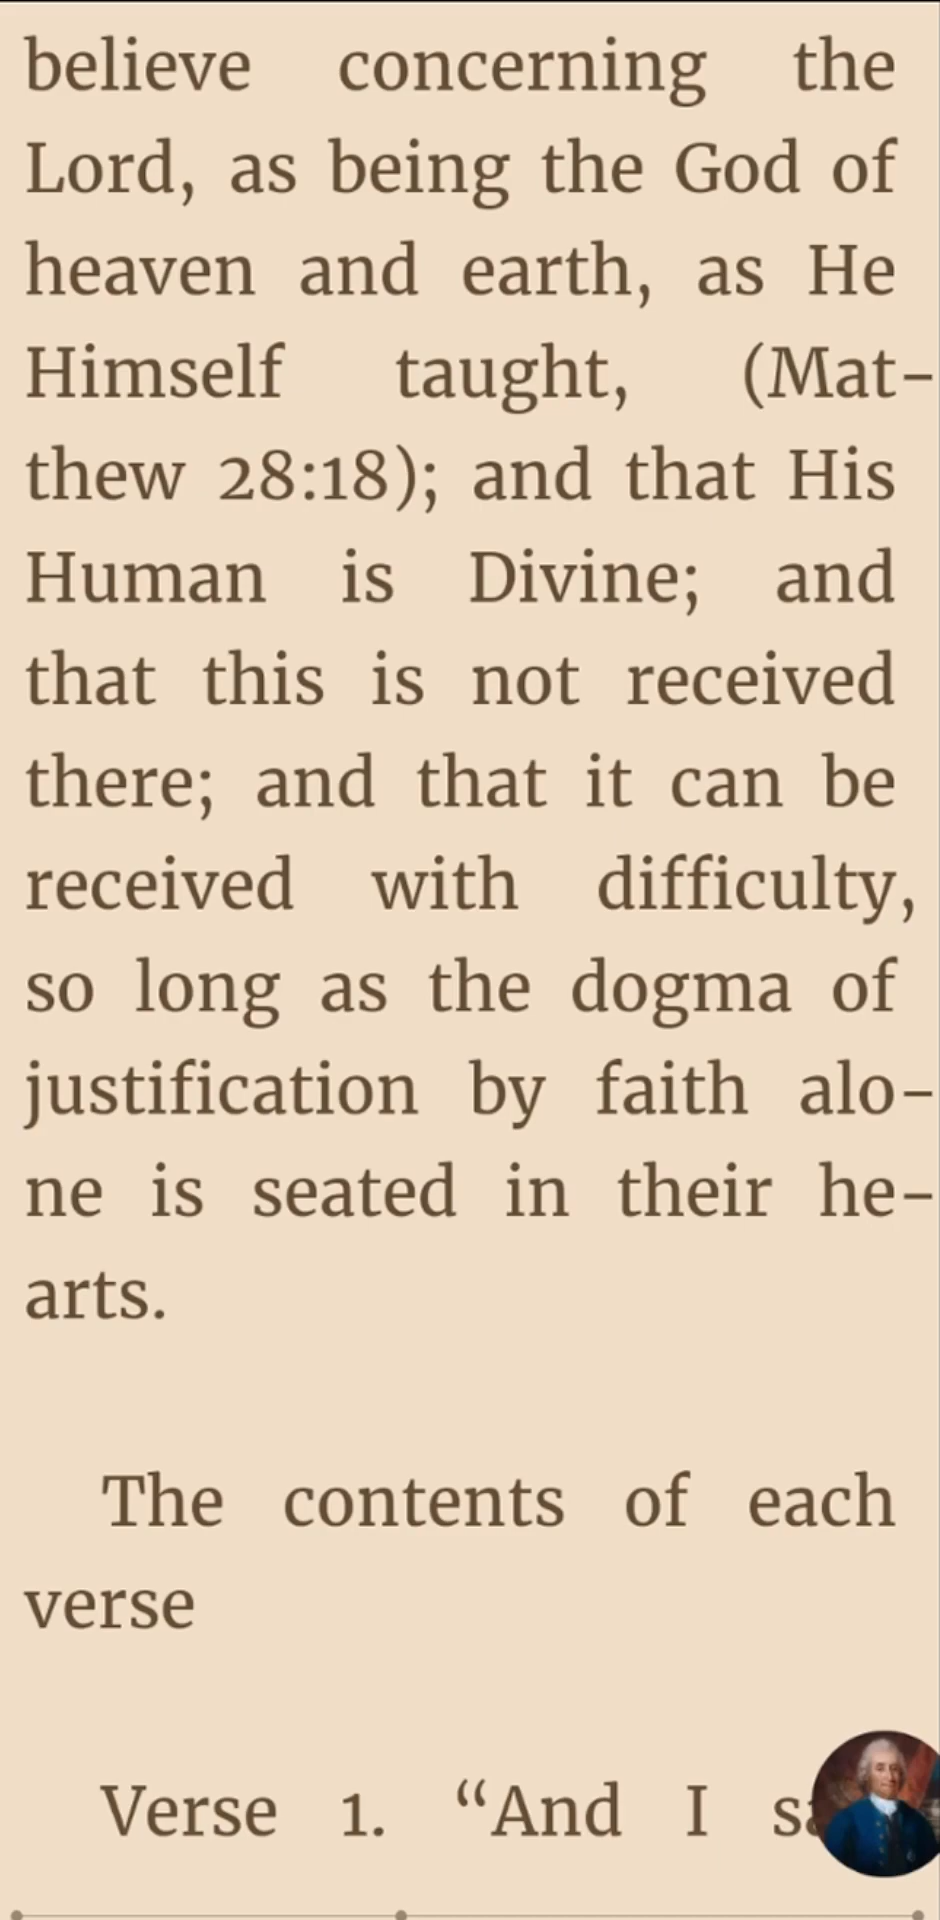 believe concerning the
Lord, as being the God of
heaven and earth, as He
Himself taught, (Mat-
thew 28:18); and that His
Human is Divine; and
that this is not received
there; and that it can be
received with difficulty,
so long as the dogma of
justification by faith alo-
ne is seated in their he-
arts.
The contents of each
verse
Verse 1. “And I